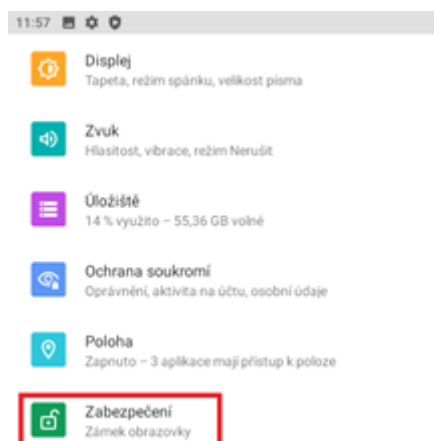 11:57
Displej
Tapeta, režim spánku, velikost písma
Zvuk
Hlasitost, vibrace, režim Nerušit
Úložiště
14 % využito – 55,36 GB volné
Ochrana soukromí
Oprávnění, aktivita na účtu, osobní údaje
Poloha
Zapnuto – 3 aplikace mají přístup k poloze
Zabezpečení
Zámek obrazovky